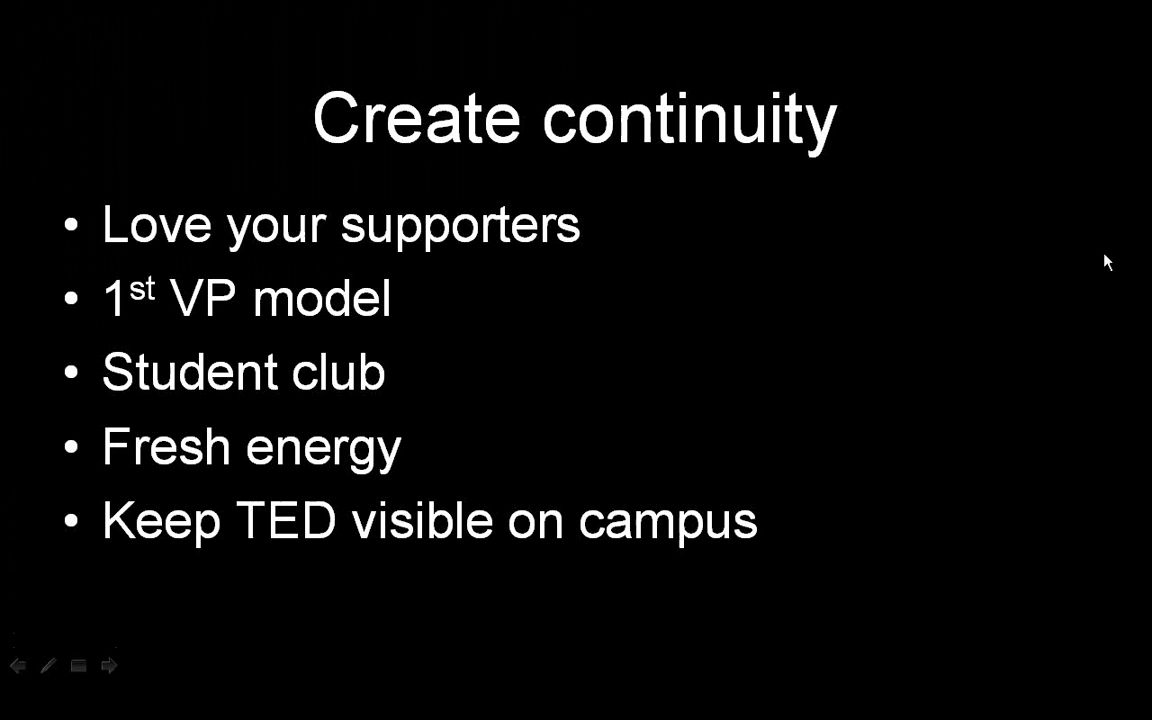 Create continuity
• Love your supporters
• 1st VP model
• Student club
• Fresh energy
• Keep TED visible on campus